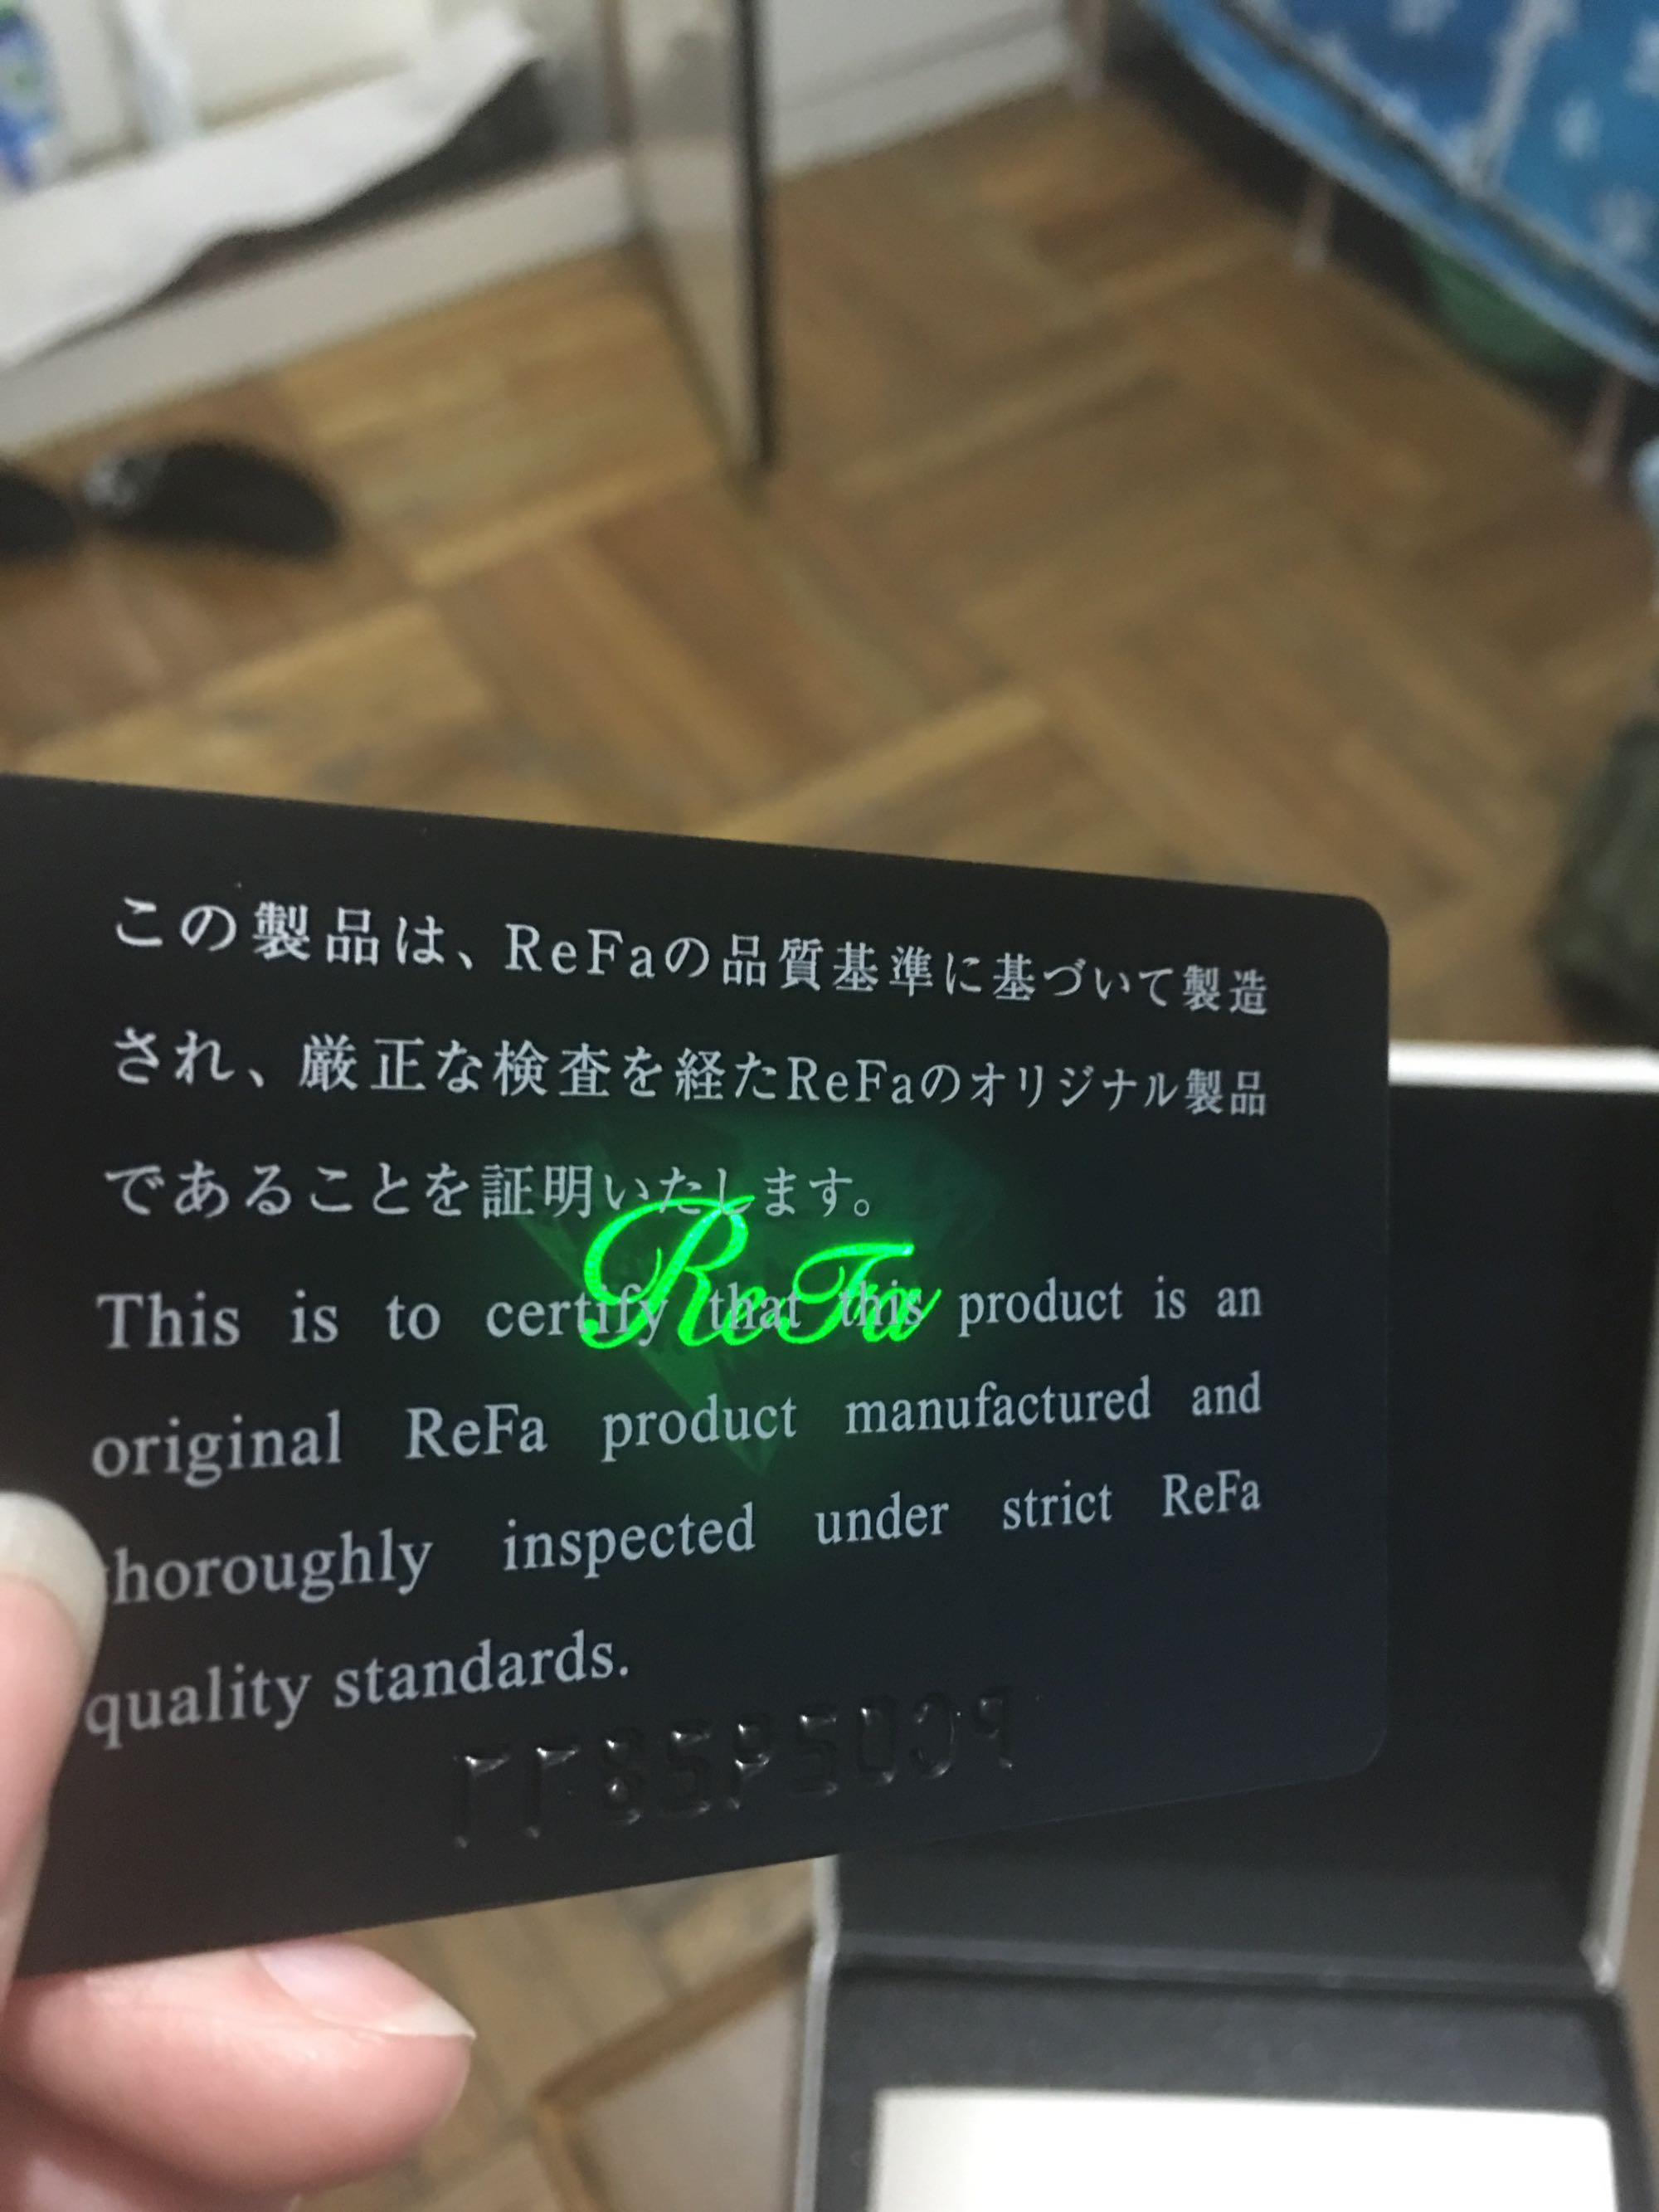 この製品は、ReFaの品質基準に基づいて製造
され、厳正な検査を経たReFaのオリジナル製品
であることを証明いたします。
ReFa
This is to certify that this product is an
original ReFa product manufactured and
thoroughly inspected under strict ReFa
quality standards.